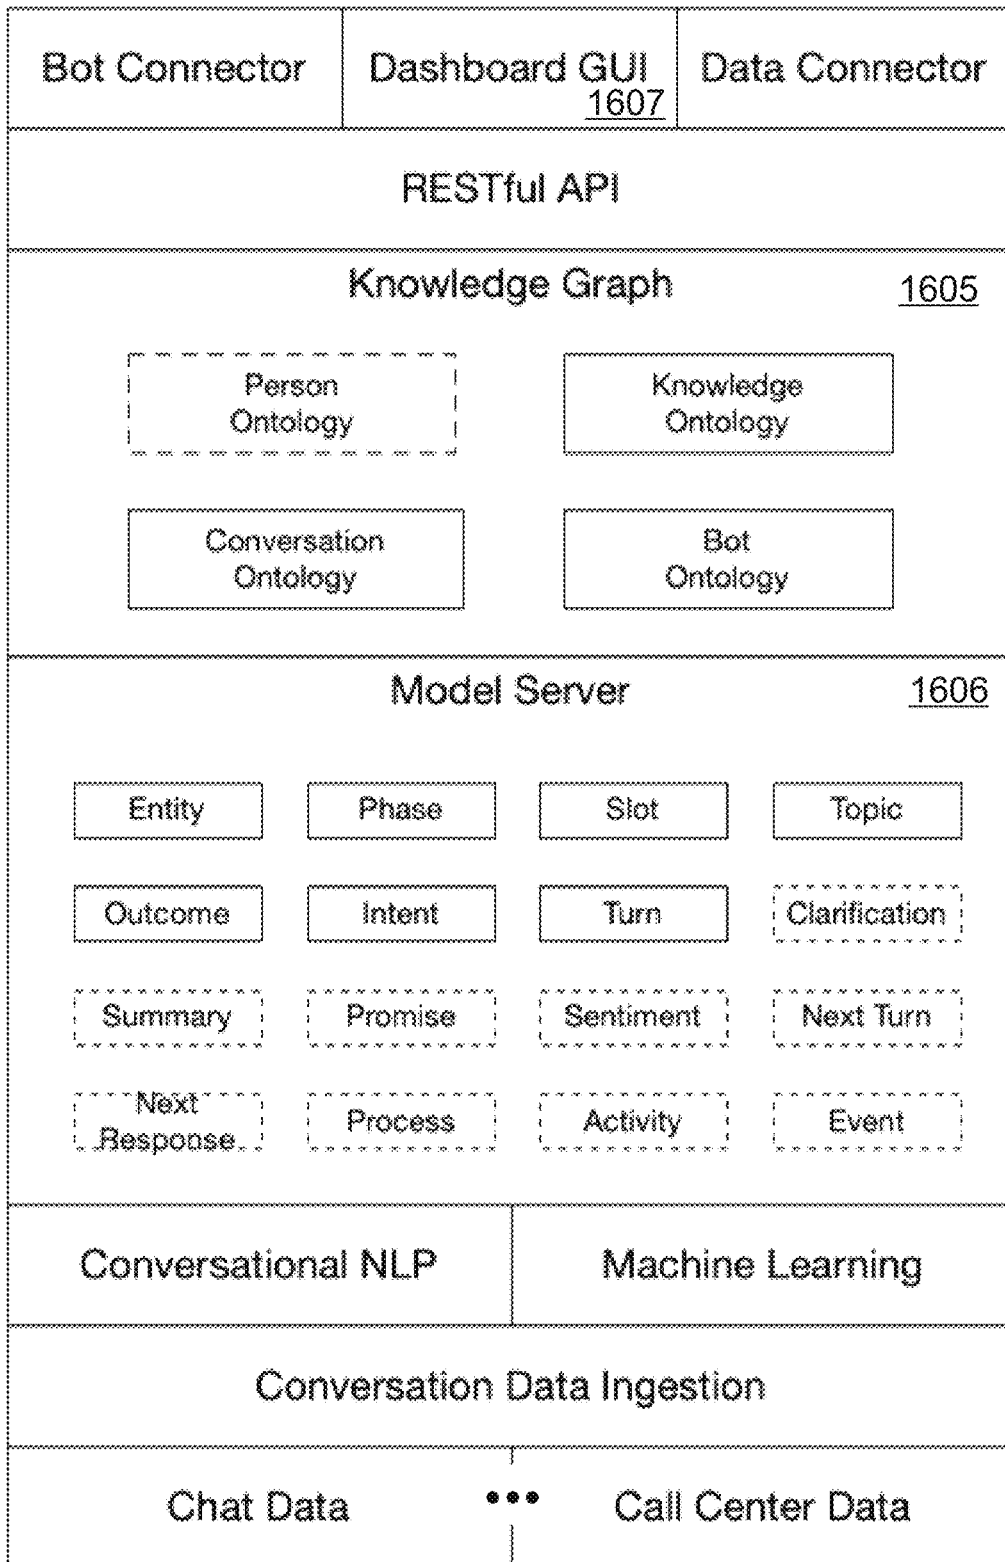 Bot Connector
Dashboard GUI
1607
Data Connector
RESTful API
Knowledge Graph
1605
Person
Ontology
Knowledge
Ontology
Conversation
Ontology
Bot
Ontology
Model Server
1606
Entity
Phase
Slot
Topic
Outcome
Intent
Turn
Clarification
Summary
Promise
Sentiment
Next Turn
Next
Response
Process
Activity
Event
Conversational NLP
Machine Learning
Conversation Data Ingestion
Chat Data
•••
Call Center Data